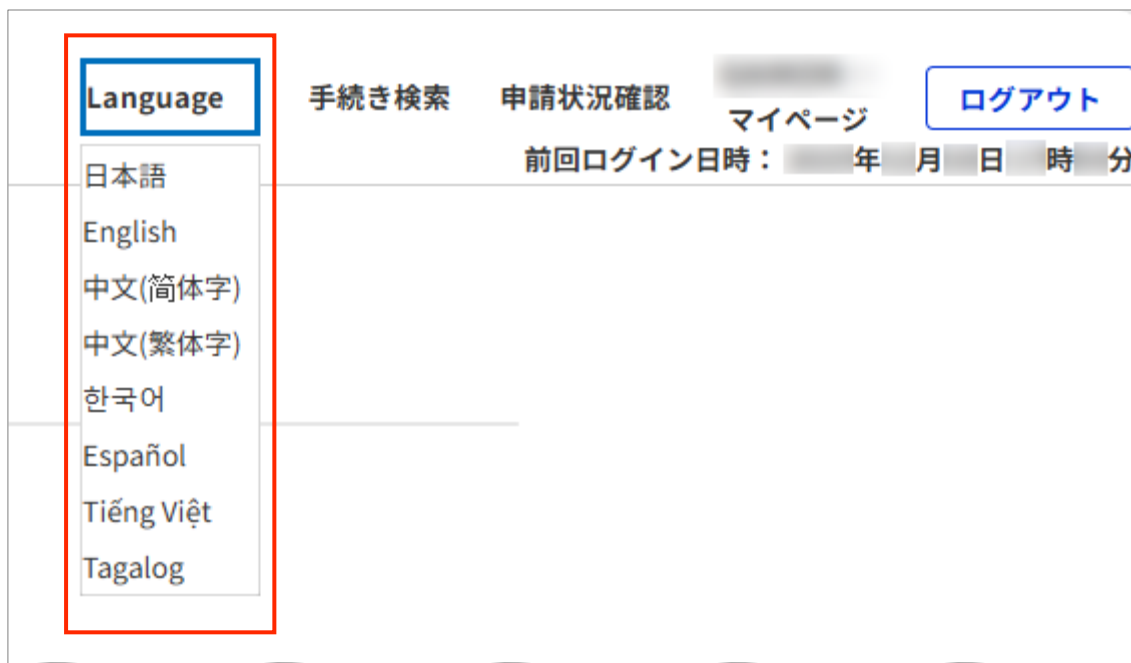 Language 手続き検索 申請状況確認 マイページ ログアウト
前回ログイン日時： 年 月 日 時 分
日本語
English
中文(简体字)
中文(繁体字)
한국어
Español
Tiếng Việt
Tagalog